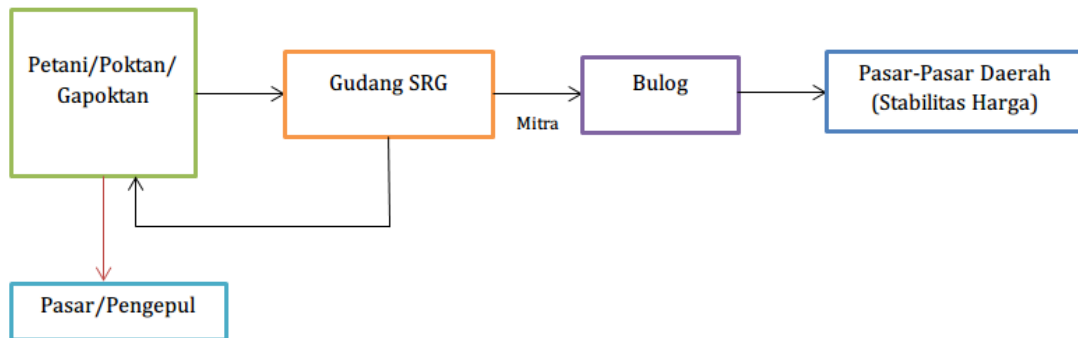 Petani/Poktan/
Gapoktan
Gudang SRG
Mitra
Bulog
Pasar-Pasar Daerah
(Stabilitas Harga)
Pasar/Pengepul